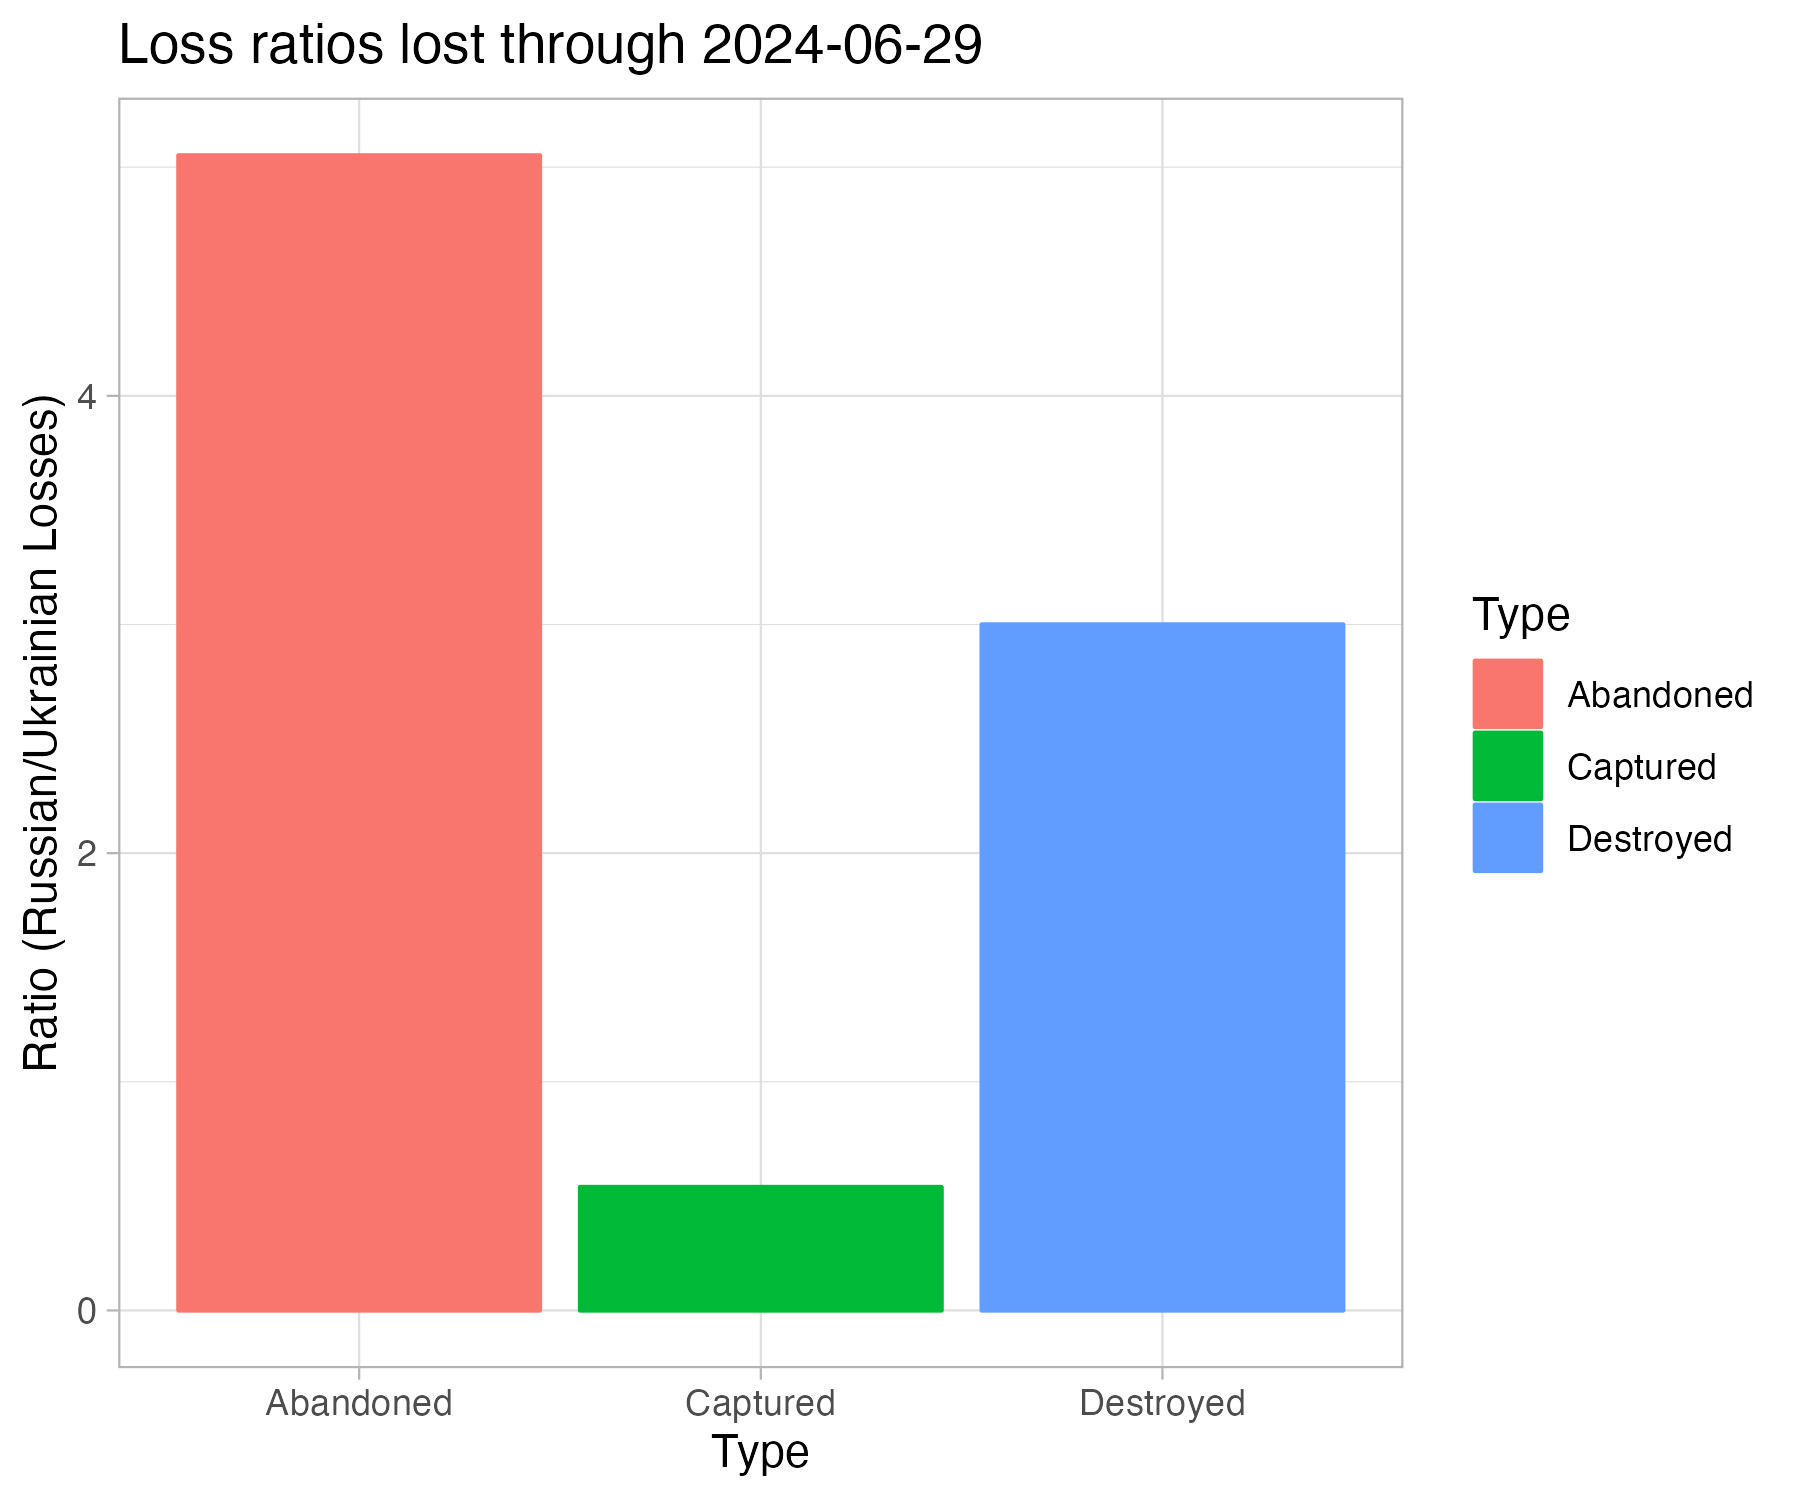 Loss ratios lost through 2024-06-29
Ratio (Russian/Ukrainian Losses)
4
2
0
Abandoned
Captured
Destroyed
Type
Type
Abandoned
Captured
Destroyed